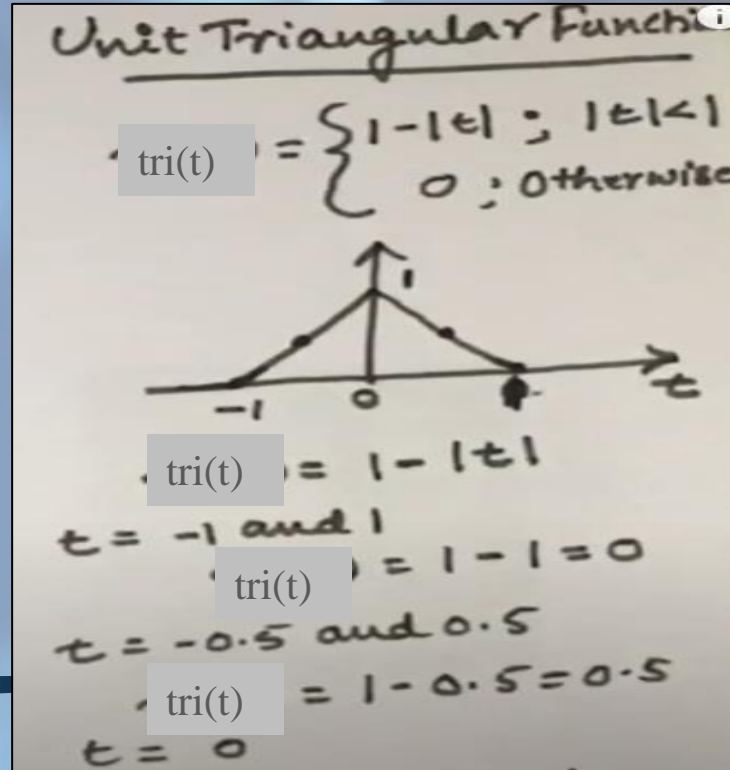 Unit Triangular Functi
tri(t) = { 1-|t| ; |t|<1
0 ; Otherwise
1
-1 0 t
tri(t) = 1-|t|
t = -1 and 1
tri(t) = 1-1=0
t = -0.5 and 0.5
tri(t) = 1-0.5=0.5
t = 0